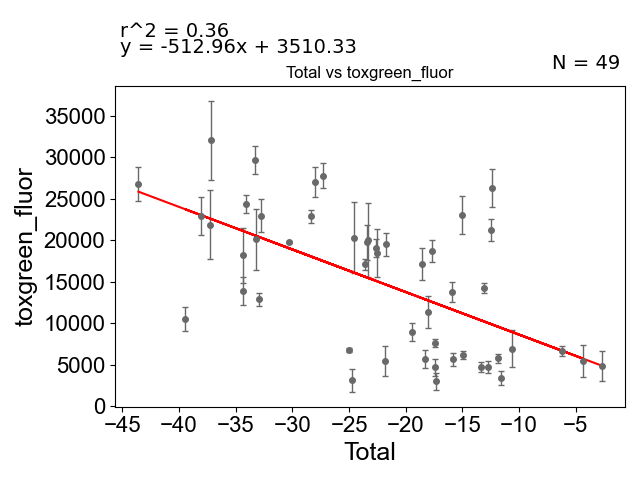 r^2 = 0.36
y = -512.96x + 3510.33
N = 49
Total vs toxgreen_fluor
35000
30000
25000
20000
15000
10000
5000
0
toxgreen_fluor
−45 −40 −35 −30 −25 −20 −15 −10 −5
Total